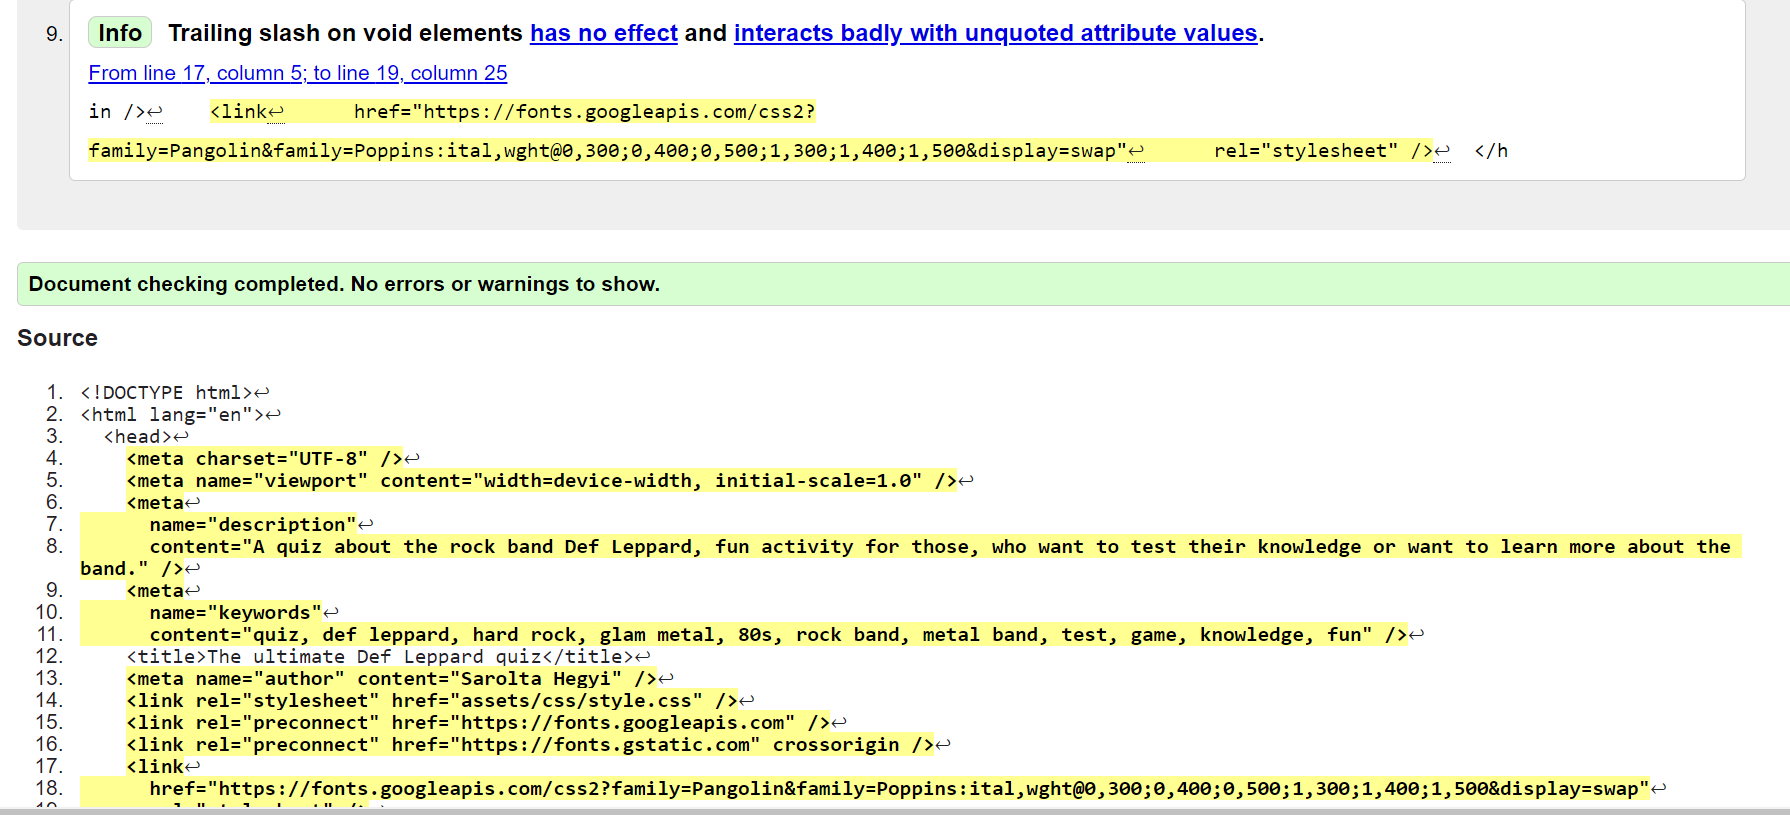 9. Info Trailing slash on void elements has no effect and interacts badly with unquoted attribute values.
From line 17, column 5; to line 19, column 25
in />↩    <link↩      href="https://fonts.googleapis.com/css2?
family=Pangolin&family=Poppins:ital,wght@0,300;0,400;0,500;1,300;1,400;1,500&display=swap"↩      rel="stylesheet" />↩  </h
Document checking completed. No errors or warnings to show.
Source
1. <!DOCTYPE html>↩
2. <html lang="en">↩
3.   <head>↩
4.     <meta charset="UTF-8" />↩
5.     <meta name="viewport" content="width=device-width, initial-scale=1.0" />↩
6.     <meta↩
7.       name="description"↩
8.       content="A quiz about the rock band Def Leppard, fun activity for those, who want to test their knowledge or want to learn more about the
band." />↩
9.     <meta↩
10.       name="keywords"↩
11.       content="quiz, def leppard, hard rock, glam metal, 80s, rock band, metal band, test, game, knowledge, fun" />↩
12.     <title>The ultimate Def Leppard quiz</title>↩
13.     <meta name="author" content="Sarolta Hegyi" />↩
14.     <link rel="stylesheet" href="assets/css/style.css" />↩
15.     <link rel="preconnect" href="https://fonts.googleapis.com" />↩
16.     <link rel="preconnect" href="https://fonts.gstatic.com" crossorigin />↩
17.     <link↩
18.       href="https://fonts.googleapis.com/css2?family=Pangolin&family=Poppins:ital,wght@0,300;0,400;0,500;1,300;1,400;1,500&display=swap"↩